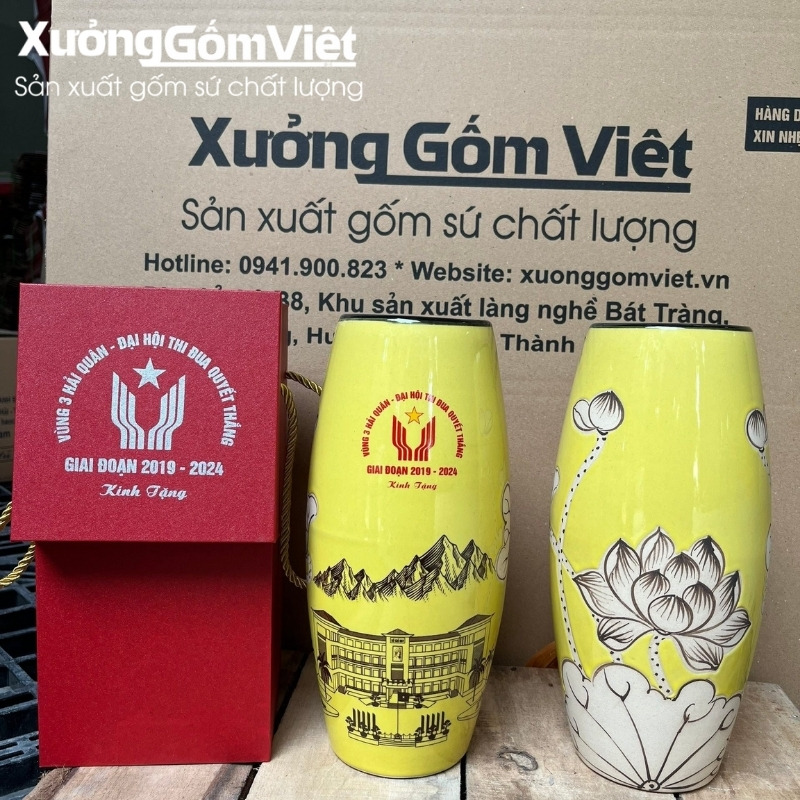 XưởngGốmViệt
Sản xuất gốm sứ chất lượng
HÀNG D
XIN NHẸ
Xưởng Gốm Việt
Sản xuất gốm sứ chất lượng
Hotline: 0941.900.823 * Website: xuonggomviet.vn
38, Khu sản xuất làng nghề Bát Tràng,
Thành
VÙNG 3 HẢI QUÂN - ĐẠI HỘI THI ĐUA QUYẾT THẮNG
GIAI ĐOẠN 2019 - 2024
Kính Tặng
VÙNG 3 HẢI QUÂN - ĐẠI HỘI THI ĐUA QUYẾT THẮNG
GIAI ĐOẠN 2019 - 2024
Kính Tặng